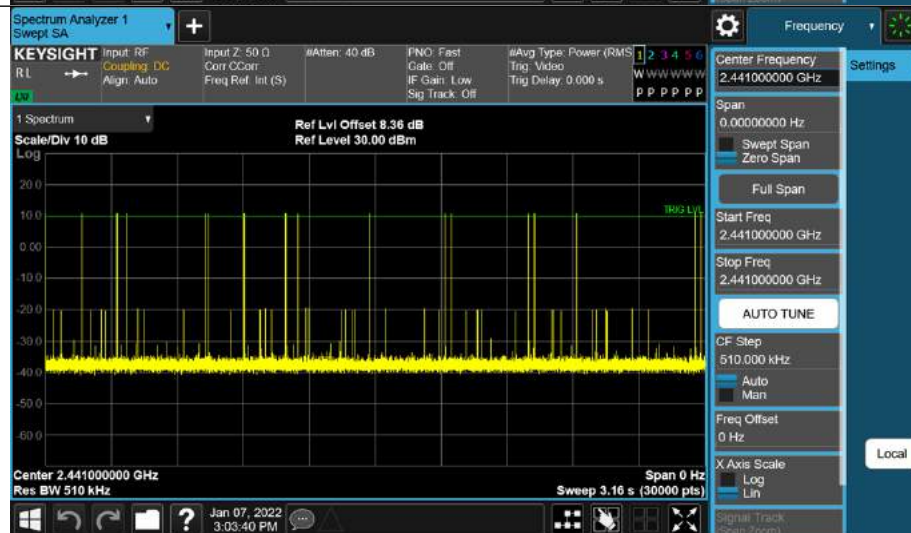 Spectrum Analyzer 1
Swept SA
+
Frequency
KEYSIGHT
RL
Input: RF
Coupling: DC
Align: Auto
Input Z: 50 Ω
Corr CCorr
Freq Ref: Int (S)
#Atten: 40 dB
PNO: Fast
Gate: Off
IF Gain: Low
Sig Track: Off
#Avg Type: Power (RMS
Trig: Video
Trig Delay: 0.000 s
1 2 3 4 5 6
W W W W W W
P P P P P P
1 Spectrum
Scale/Div 10 dB
Log
Ref Lvl Offset 8.36 dB
Ref Level 30.00 dBm
20.0
10.0
0.00
-10.0
-30.0
-40.0
-50.0
-60.0
TRIG LVL
Center 2.441000000 GHz
Res BW 510 kHz
Span 0 Hz
Sweep 3.16 s (30000 pts)
Center Frequency
2.441000000 GHz
Settings
Span
0.00000000 Hz
Swept Span
Zero Span
Full Span
Start Freq
2.441000000 GHz
Stop Freq
2.441000000 GHz
AUTO TUNE
CF Step
510.000 kHz
Auto
Man
Freq Offset
0 Hz
Local
X Axis Scale
Log
Lin
Signal Track
(Span Zoom)
?
Jan 07, 2022
3:03:40 PM